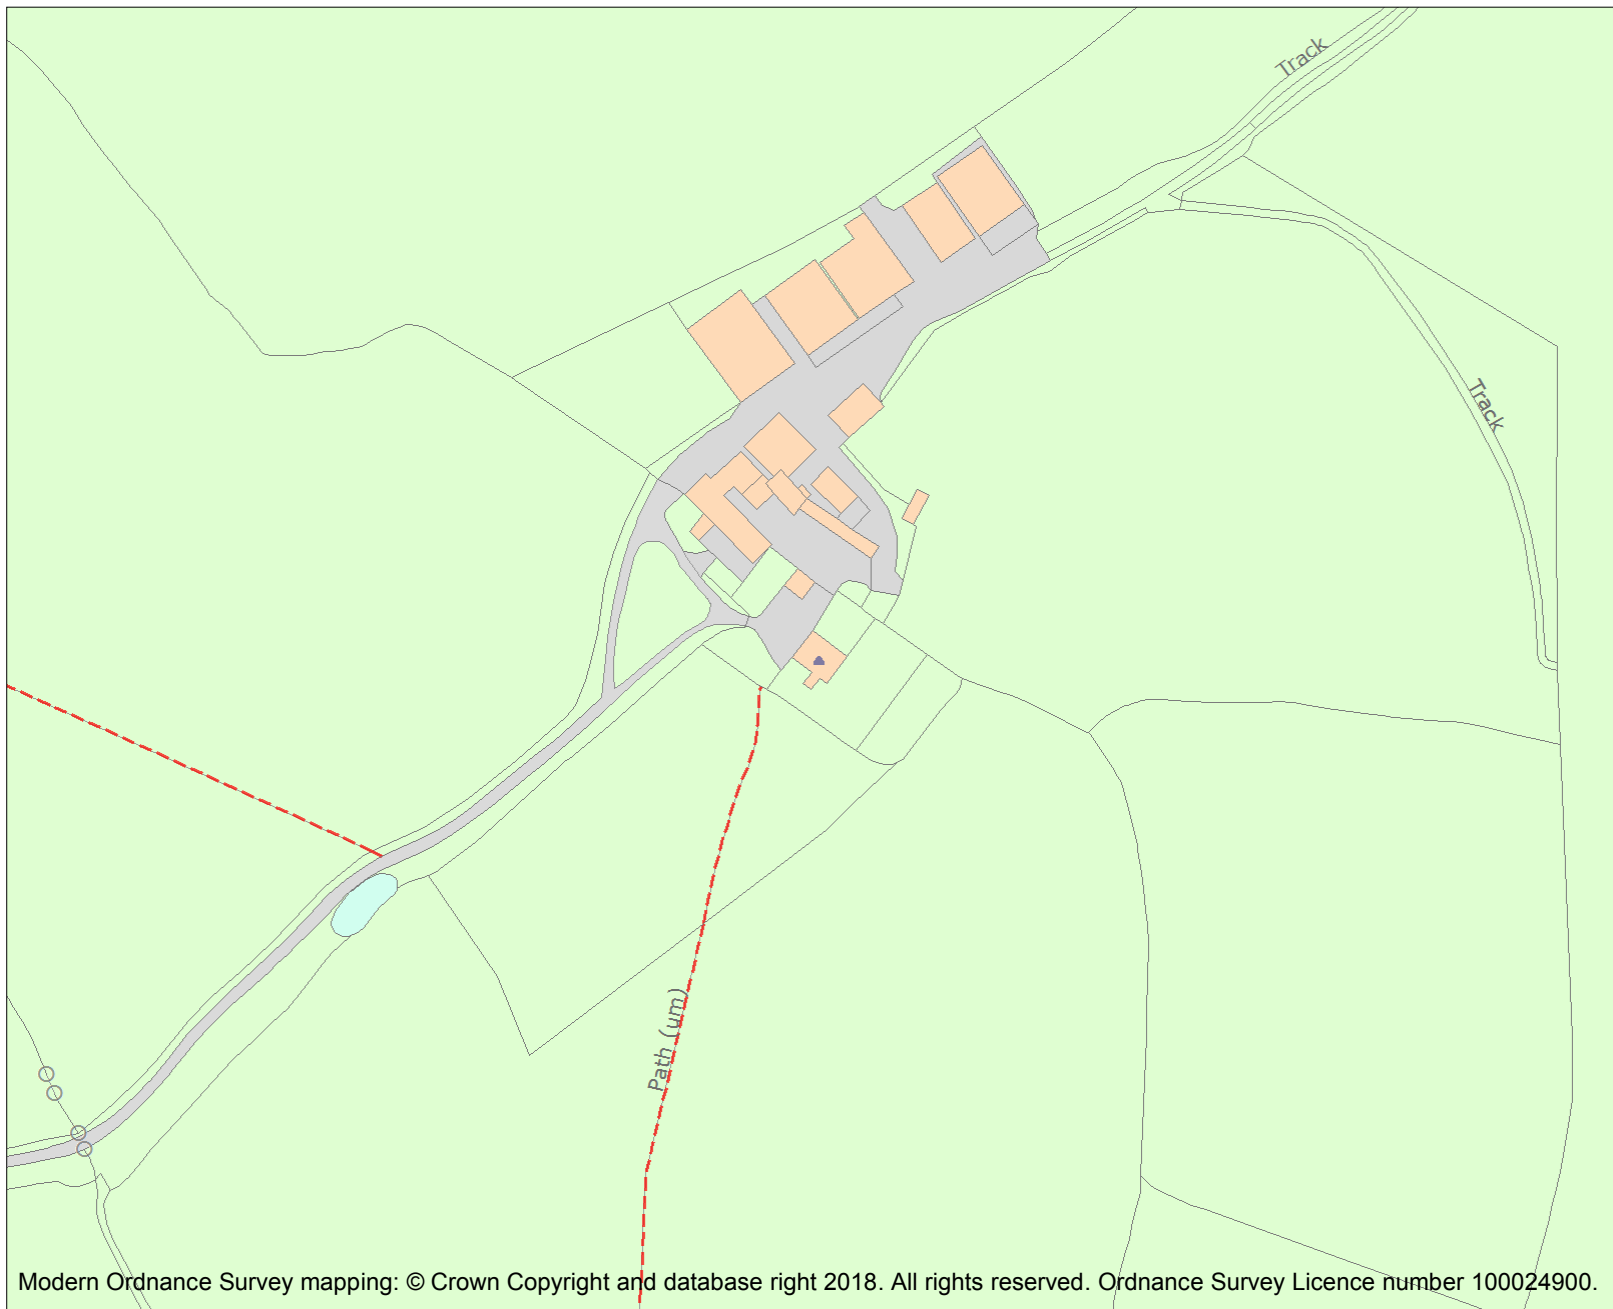 Track
Track
Path (um)
Modern Ordnance Survey mapping: © Crown Copyright and database right 2018. All rights reserved. Ordnance Survey Licence number 100024900.